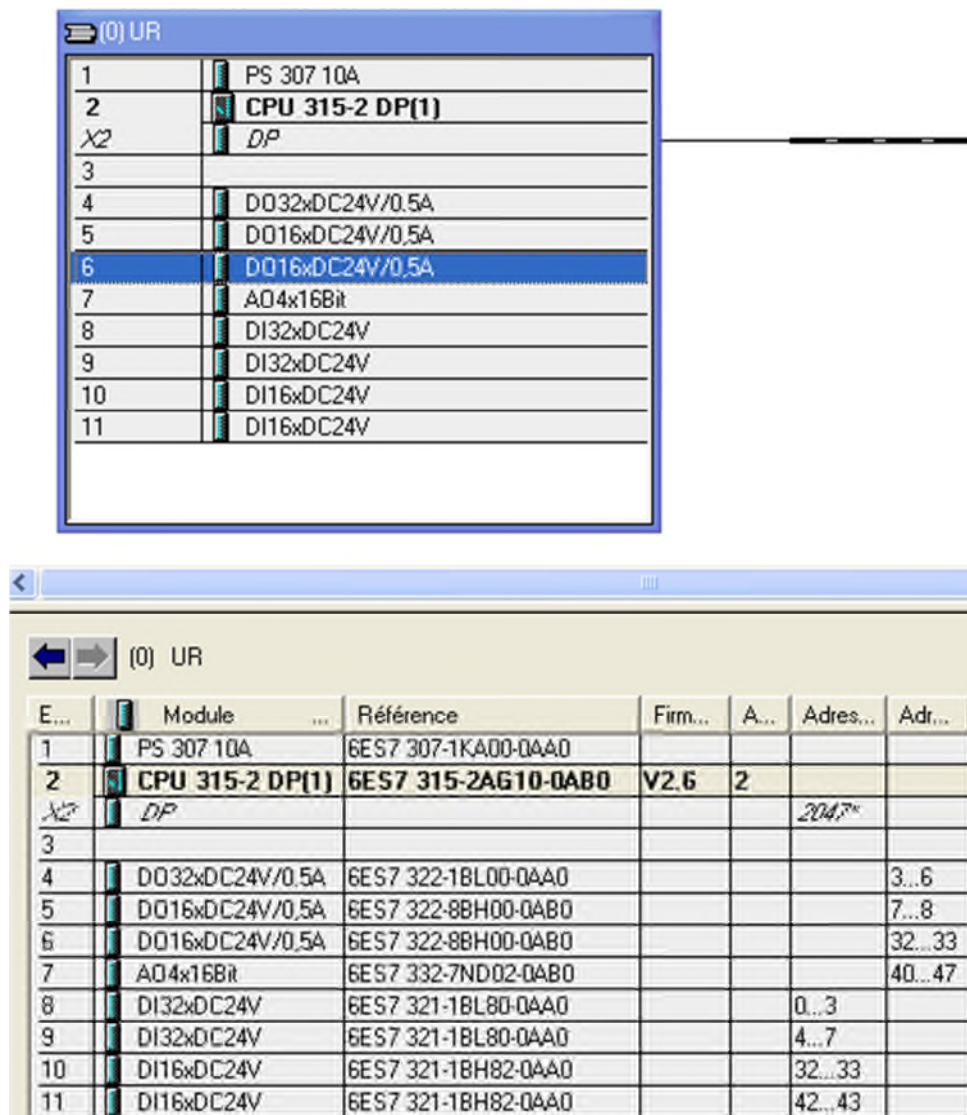 (0) UR
1 PS 307 10A
2 CPU 315-2 DP(1)
X2 DP
3
4 DO32xDC24V/0.5A
5 DO16xDC24V/0,5A
6 DO16xDC24V/0,5A
7 AO4x16Bit
8 DI32xDC24V
9 DI32xDC24V
10 DI16xDC24V
11 DI16xDC24V
(0) UR
E... Module ... Référence Firm... A... Adres... Adr...
1 PS 307 10A 6ES7 307-1KA00-0AA0
2 CPU 315-2 DP(1) 6ES7 315-2AG10-0AB0 V2.6 2
X2 DP 2047*
3
4 DO32xDC24V/0.5A 6ES7 322-1BL00-0AA0 3...6
5 DO16xDC24V/0,5A 6ES7 322-8BH00-0AB0 7...8
6 DO16xDC24V/0,5A 6ES7 322-8BH00-0AB0 32...33
7 AO4x16Bit 6ES7 332-7ND02-0AB0 40...47
8 DI32xDC24V 6ES7 321-1BL80-0AA0 0...3
9 DI32xDC24V 6ES7 321-1BL80-0AA0 4...7
10 DI16xDC24V 6ES7 321-1BH82-0AA0 32...33
11 DI16xDC24V 6ES7 321-1BH82-0AA0 42...43